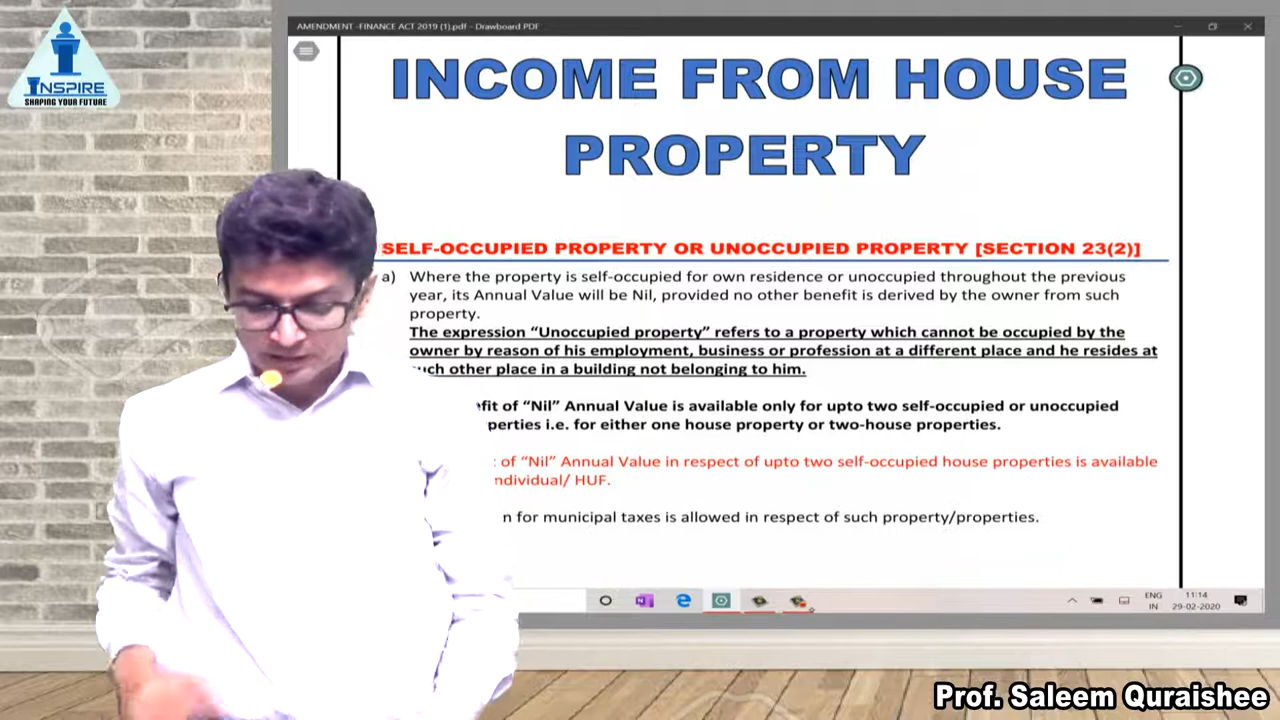 AMENDMENT -FINANCE ACT 2019 (1).pdf - Drawboard PDF
INSPIRE
SHAPING YOUR FUTURE
INCOME FROM HOUSE
PROPERTY
SELF-OCCUPIED PROPERTY OR UNOCCUPIED PROPERTY [SECTION 23(2)]
a) Where the property is self-occupied for own residence or unoccupied throughout the previous
year, its Annual Value will be Nil, provided no other benefit is derived by the owner from such
property.
The expression “Unoccupied property” refers to a property which cannot be occupied by the
owner by reason of his employment, business or profession at a different place and he resides at
other place in a building not belonging to him.
of “Nil” Annual Value is available only for upto two self-occupied or unoccupied
i.e. for either one house property or two-house properties.
of “Nil” Annual Value in respect of upto two self-occupied house properties is available
HUF.
for municipal taxes is allowed in respect of such property/properties.
ENG
IN
11:14
29-02-2020
Prof. Saleem Quraishee